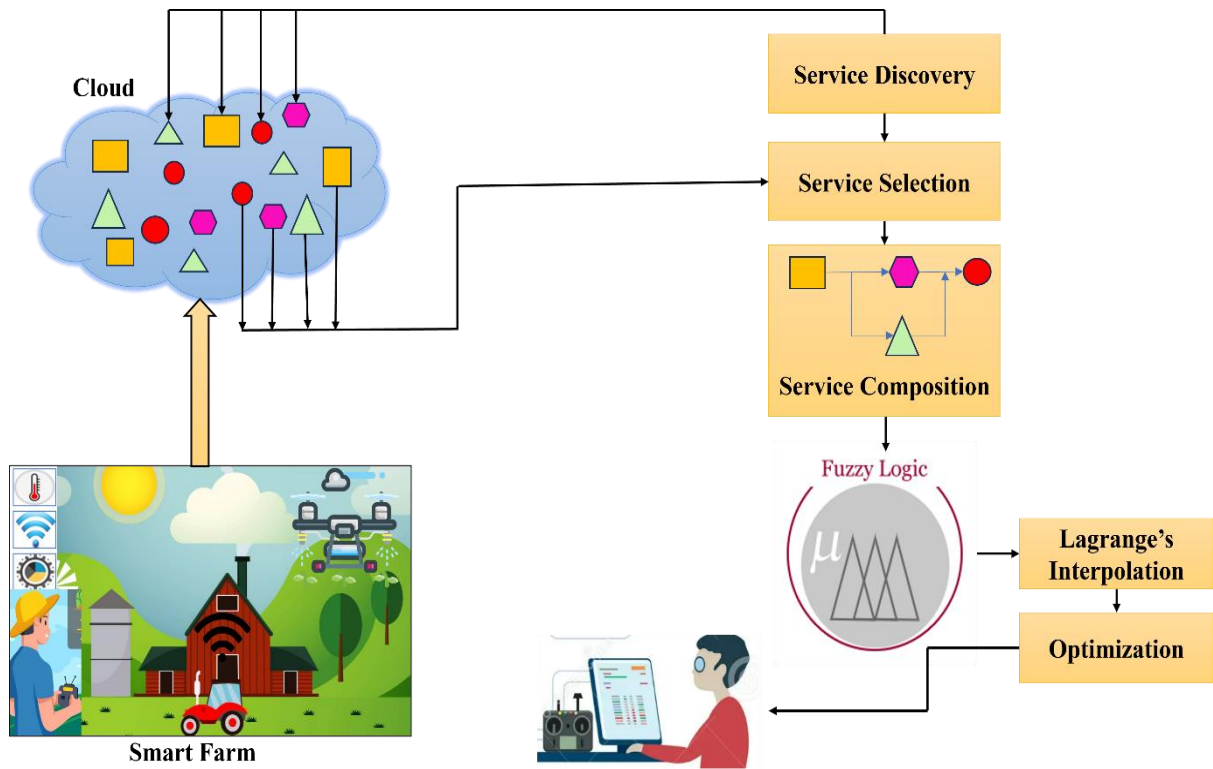 Cloud
Service Discovery
Service Selection
Service Composition
Fuzzy Logic
μ
Lagrange's
Interpolation
Optimization
Smart Farm